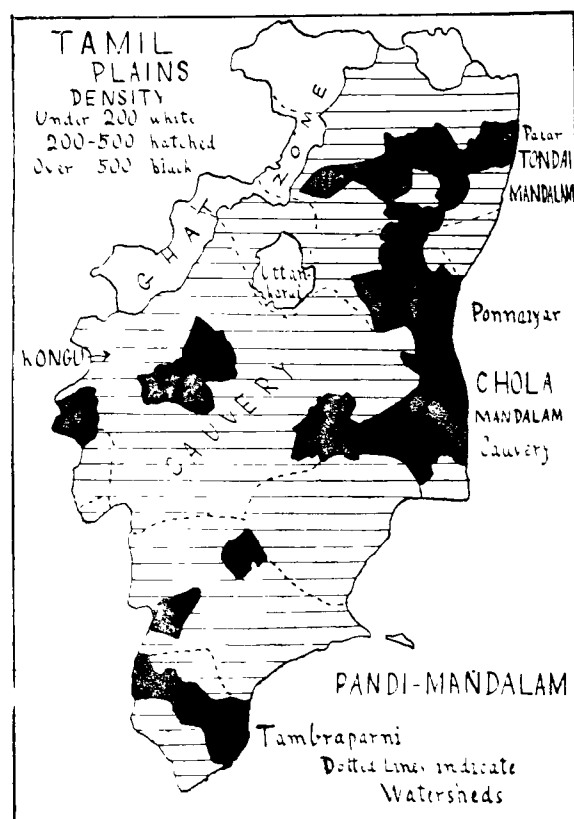 TAMIL
PLAINS
DENSITY
Under 200 white
200-500 hatched
Over 500 black
GHAT ZONE
Palar
TONDAI
MANDALAM
Uttan-
Ponnaiyar
KONGU
CHOLA
MANDALAM
Cauvery
CAUVERY
PANDI-MANDALAM
Tambraparni
Dotted Lines indicate
Watersheds